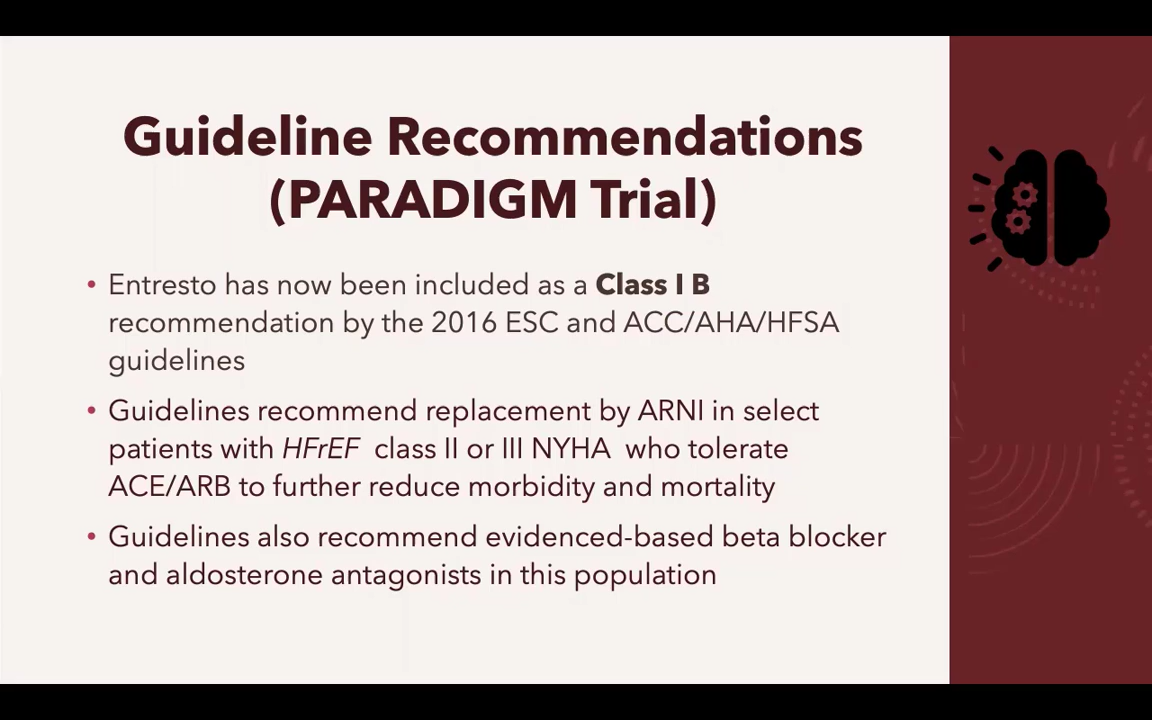 Guideline Recommendations
(PARADIGM Trial)
• Entresto has now been included as a Class I B
recommendation by the 2016 ESC and ACC/AHA/HFSA
guidelines
• Guidelines recommend replacement by ARNI in select
patients with HFrEF class II or III NYHA who tolerate
ACE/ARB to further reduce morbidity and mortality
• Guidelines also recommend evidenced-based beta blocker
and aldosterone antagonists in this population